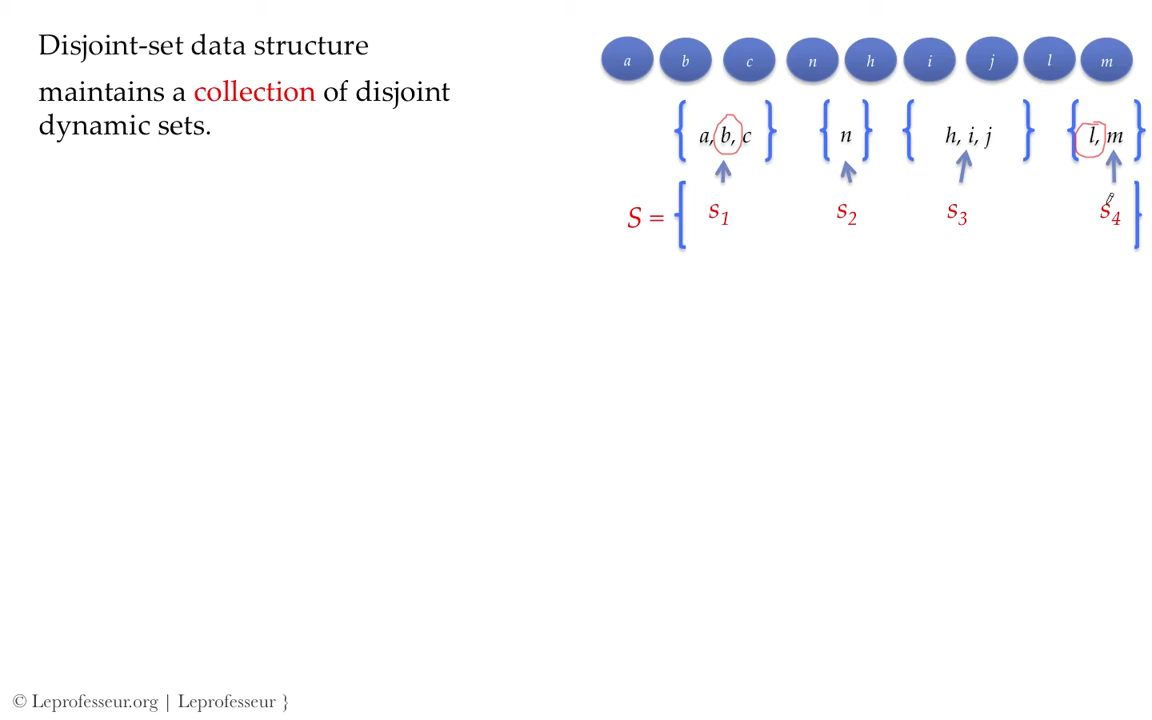 Disjoint-set data structure
maintains a collection of disjoint
dynamic sets.
a b c n h i j l m
{ a, b, c } { n } { h, i, j } { l, m }
S = { s1 s2 s3 s4 }
© Leprofesseur.org | Leprofesseur }